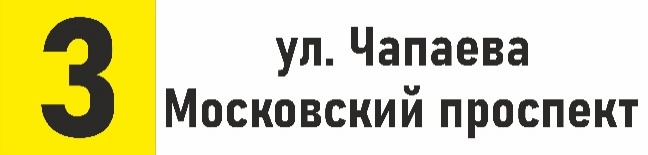 3
ул. Чапаева
Московский проспект